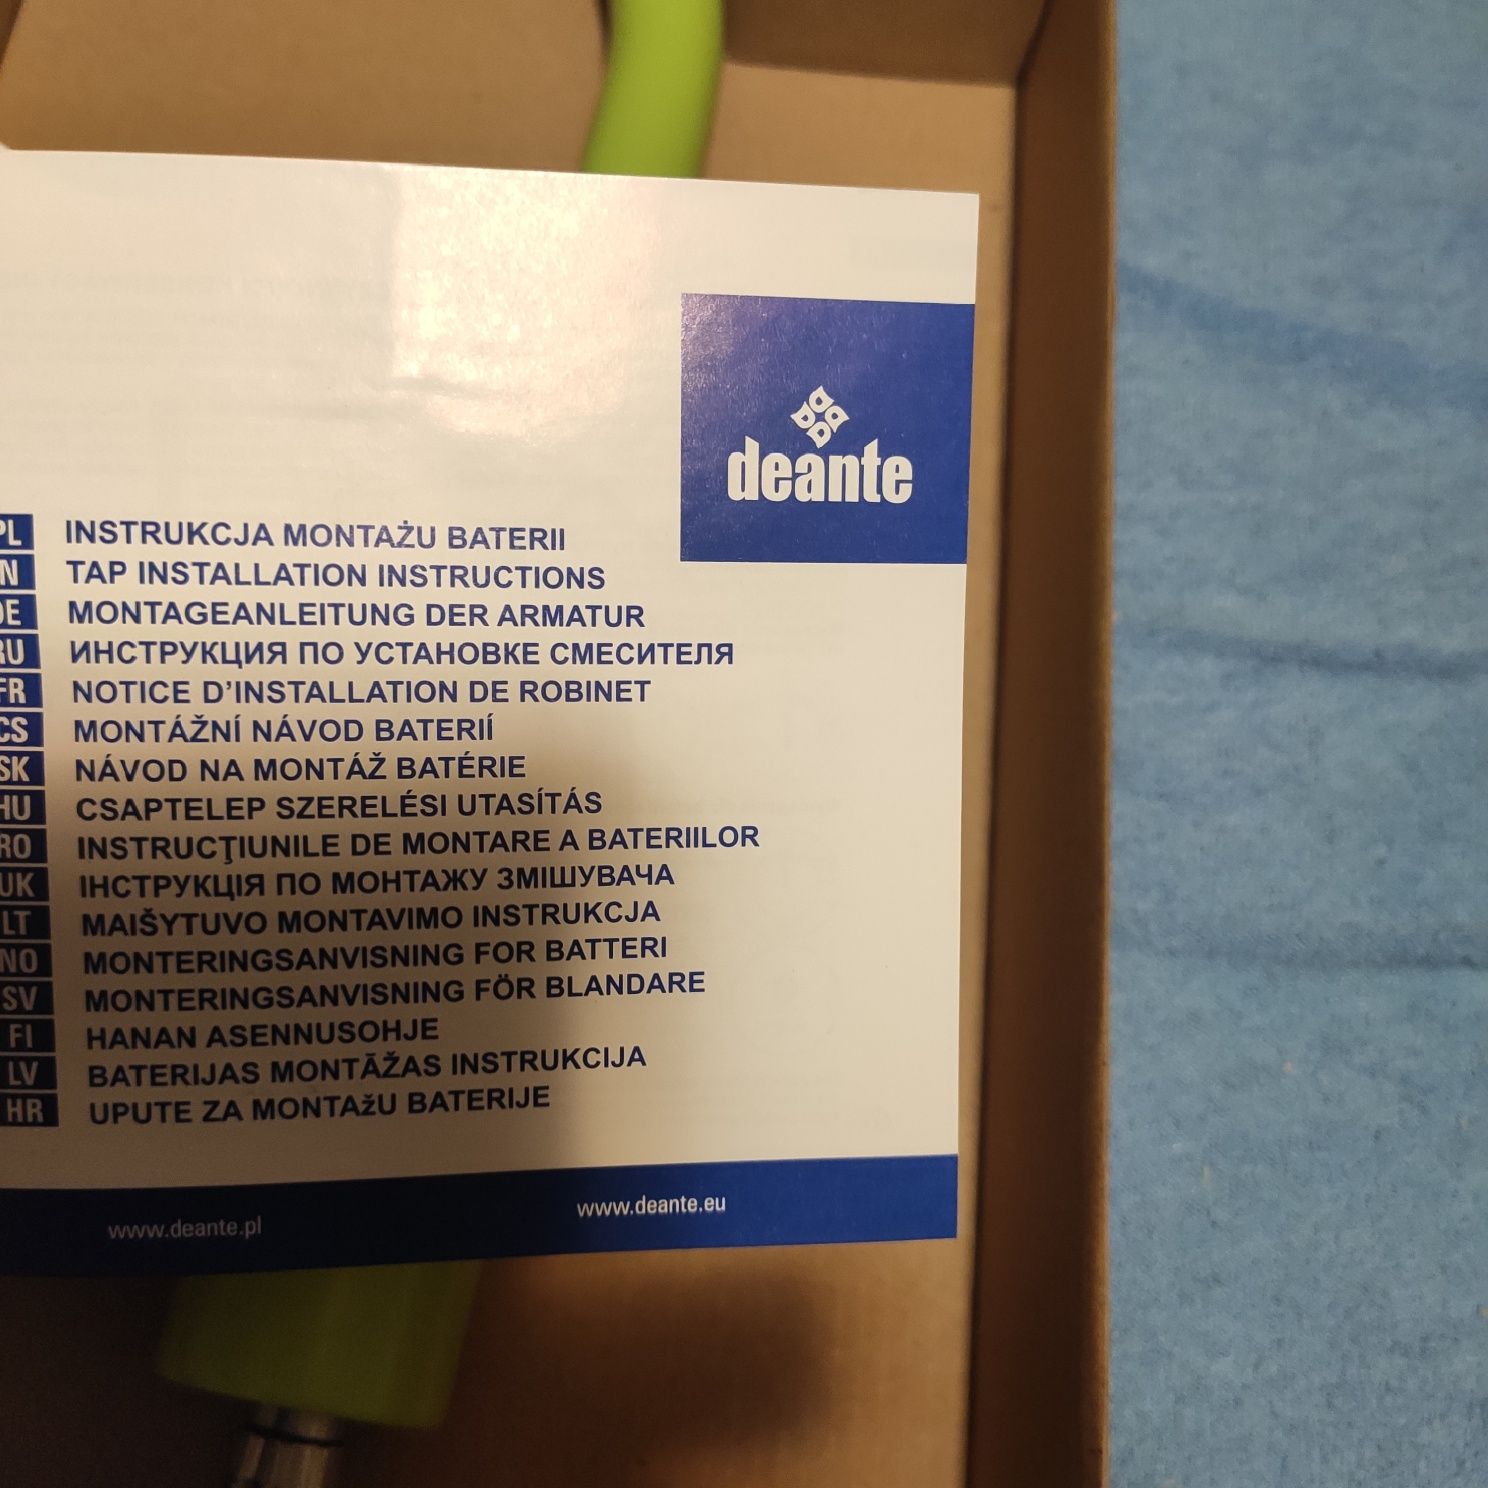 deante
PL INSTRUKCJA MONTAŻU BATERII
N TAP INSTALLATION INSTRUCTIONS
DE MONTAGEANLEITUNG DER ARMATUR
RU ИНСТРУКЦИЯ ПО УСТАНОВКЕ СМЕСИТЕЛЯ
FR NOTICE D’INSTALLATION DE ROBINET
CS MONTÁŽNÍ NÁVOD BATERIÍ
SK NÁVOD NA MONTÁŽ BATÉRIE
HU CSAPTELEP SZERELÉSI UTASÍTÁS
RO INSTRUCŢIUNILE DE MONTARE A BATERIILOR
UK ІНСТРУКЦІЯ ПО МОНТАЖУ ЗМІШУВАЧА
LT MAIŠYTUVO MONTAVIMO INSTRUKCJA
NO MONTERINGSANVISNING FOR BATTERI
SV MONTERINGSANVISNING FÖR BLANDARE
FI HANAN ASENNUSOHJE
LV BATERIJAS MONTĀŽAS INSTRUKCIJA
HR UPUTE ZA MONTAžU BATERIJE
www.deante.pl www.deante.eu